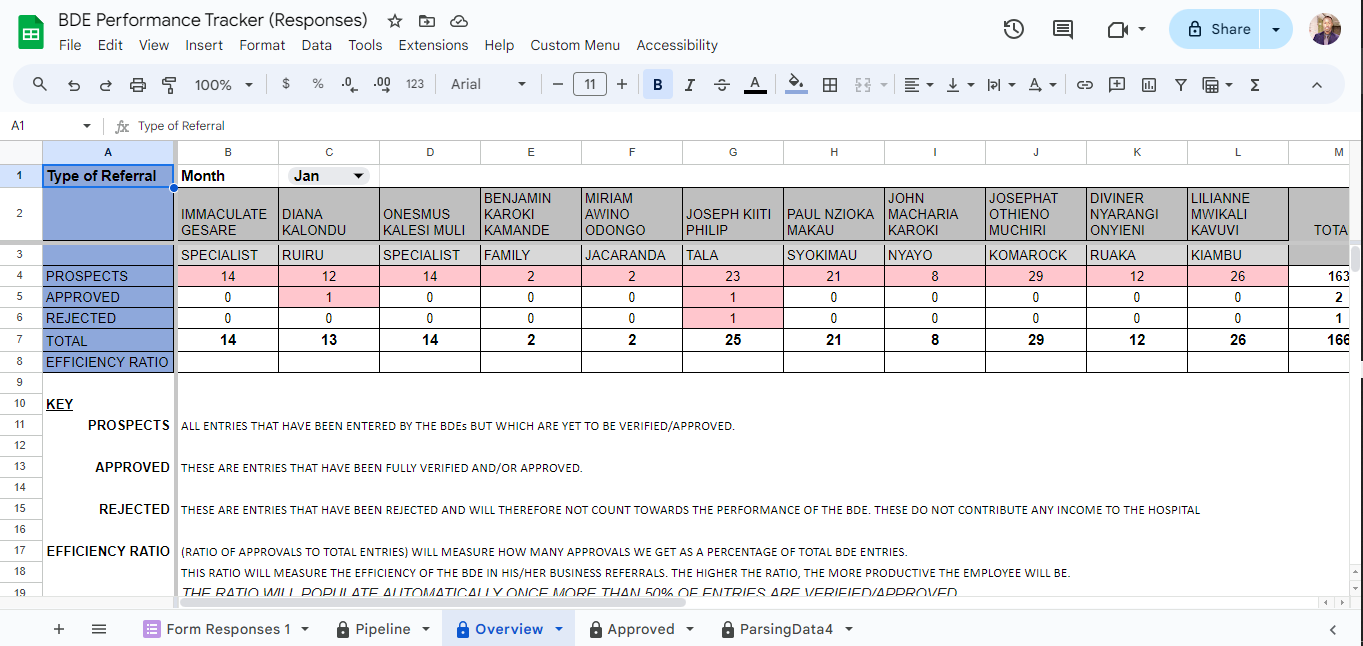 BDE Performance Tracker (Responses)
File Edit View Insert Format Data Tools Extensions Help Custom Menu Accessibility
Share
100% $ % .0 .00 123 Arial 11 B I S A
A1 fx Type of Referral
A B C D E F G H I J K L M
1 Type of Referral Month Jan
2 IMMACULATE GESARE DIANA KALONDU ONESMUS KALESI MULI BENJAMIN KAROKI KAMANDE MIRIAM AWINO ODONGO JOSEPH KIITI PHILIP PAUL NZIOKA MAKAU JOHN MACHARIA KAROKI JOSEPHAT OTHIENO MUCHIRI DIVINER NYARANGI ONYIENI LILIANNE MWIKALI KAVUVI TOTA
3 SPECIALIST RUIRU SPECIALIST FAMILY JACARANDA TALA SYOKIMAU NYAYO KOMAROCK RUAKA KIAMBU
4 PROSPECTS 14 12 14 2 2 23 21 8 29 12 26 163
5 APPROVED 0 1 0 0 0 1 0 0 0 0 0 2
6 REJECTED 0 0 0 0 0 1 0 0 0 0 0 1
7 TOTAL 14 13 14 2 2 25 21 8 29 12 26 166
8 EFFICIENCY RATIO
9
10 KEY
11 PROSPECTS ALL ENTRIES THAT HAVE BEEN ENTERED BY THE BDEs BUT WHICH ARE YET TO BE VERIFIED/APPROVED.
12
13 APPROVED THESE ARE ENTRIES THAT HAVE BEEN FULLY VERIFIED AND/OR APPROVED.
14
15 REJECTED THESE ARE ENTRIES THAT HAVE BEEN REJECTED AND WILL THEREFORE NOT COUNT TOWARDS THE PERFORMANCE OF THE BDE. THESE DO NOT CONTRIBUTE ANY INCOME TO THE HOSPITAL
16
17 EFFICIENCY RATIO (RATIO OF APPROVALS TO TOTAL ENTRIES) WILL MEASURE HOW MANY APPROVALS WE GET AS A PERCENTAGE OF TOTAL BDE ENTRIES.
18 THIS RATIO WILL MEASURE THE EFFICIENCY OF THE BDE IN HIS/HER BUSINESS REFERRALS. THE HIGHER THE RATIO, THE MORE PRODUCTIVE THE EMPLOYEE WILL BE.
19 THE RATIO WILL POPULATE AUTOMATICALLY ONCE MORE THAN 50% OF ENTRIES ARE VERIFIED/APPROVED
Form Responses 1 Pipeline Overview Approved ParsingData4